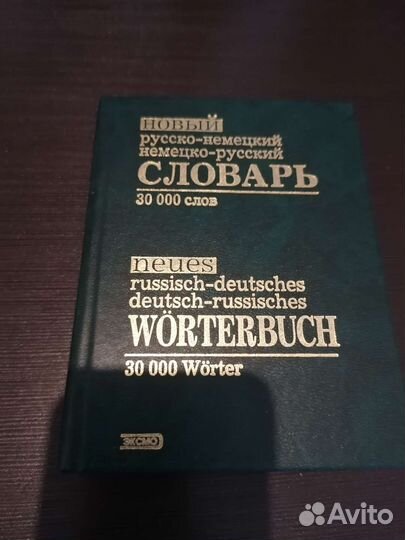 новый
русско-немецкий
немецко-русский
СЛОВАРЬ
30 000 слов
neues
russisch-deutsches
deutsch-russisches
WÖRTERBUCH
30 000 Wörter
ЭКСМО
Avito